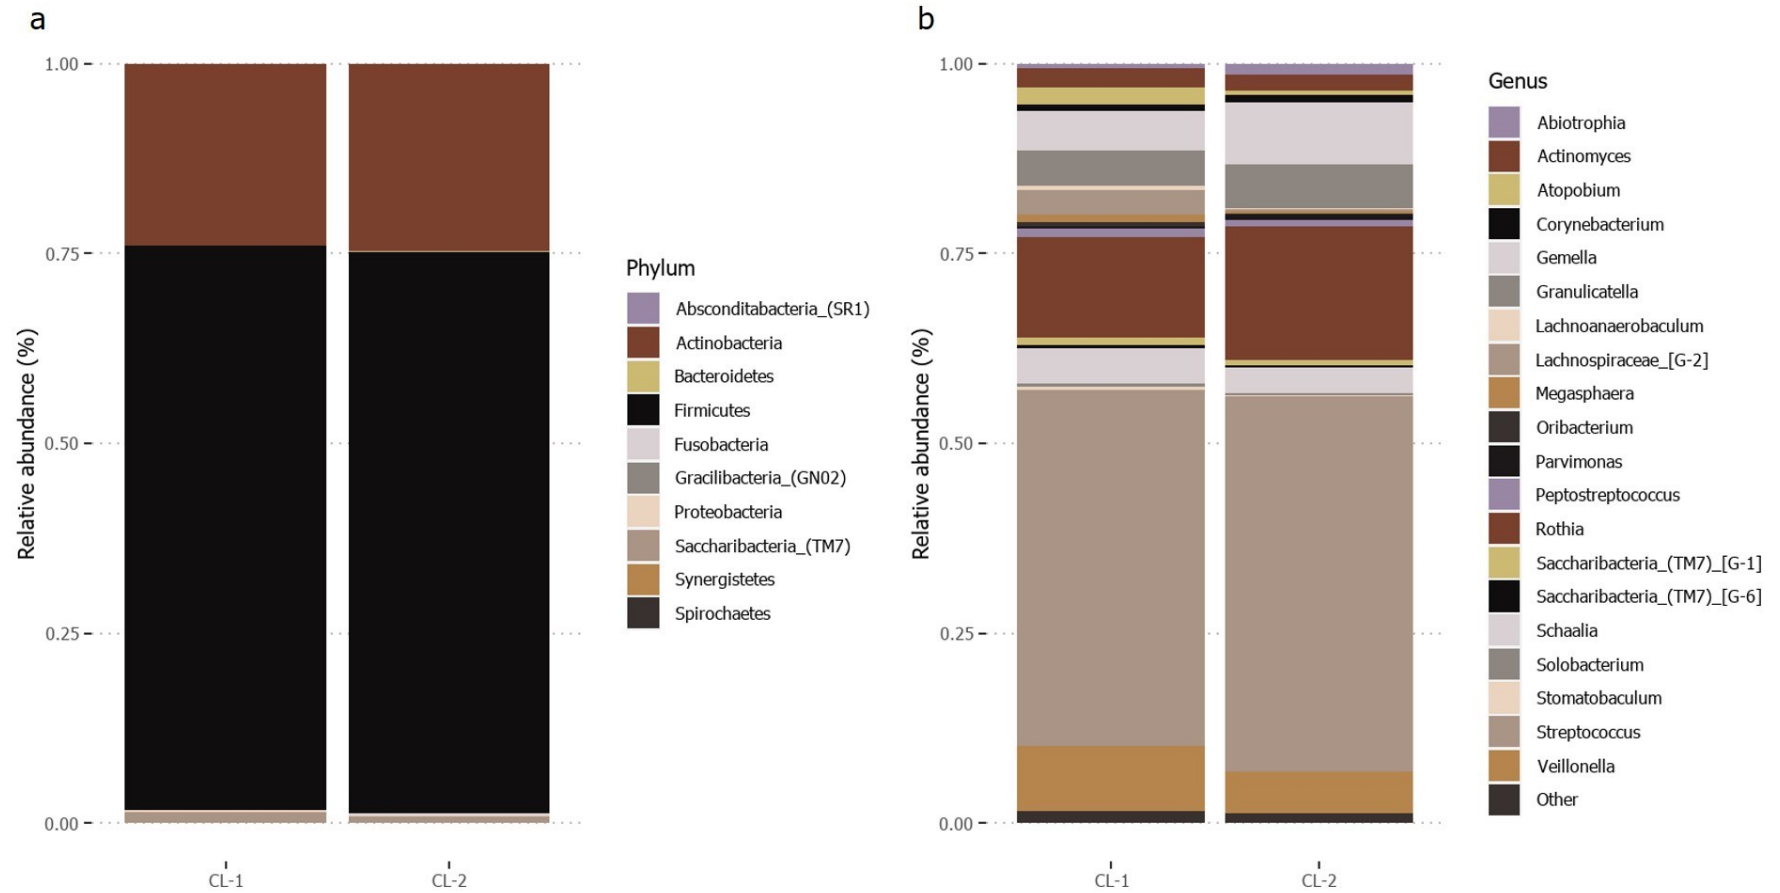 a
1.00
0.75
0.50
0.25
0.00
Relative abundance (%)
CL-1
CL-2
Phylum
Absconditabacteria_(SR1)
Actinobacteria
Bacteroidetes
Firmicutes
Fusobacteria
Gracilibacteria_(GN02)
Proteobacteria
Saccharibacteria_(TM7)
Synergistetes
Spirochaetes
b
1.00
0.75
0.50
0.25
0.00
Relative abundance (%)
CL-1
CL-2
Genus
Abiotrophia
Actinomyces
Atopobium
Corynebacterium
Gemella
Granulicatella
Lachnoanaerobaculum
Lachnospiraceae_[G-2]
Megasphaera
Oribacterium
Parvimonas
Peptostreptococcus
Rothia
Saccharibacteria_(TM7)_[G-1]
Saccharibacteria_(TM7)_[G-6]
Schaalia
Solobacterium
Stomatobaculum
Streptococcus
Veillonella
Other